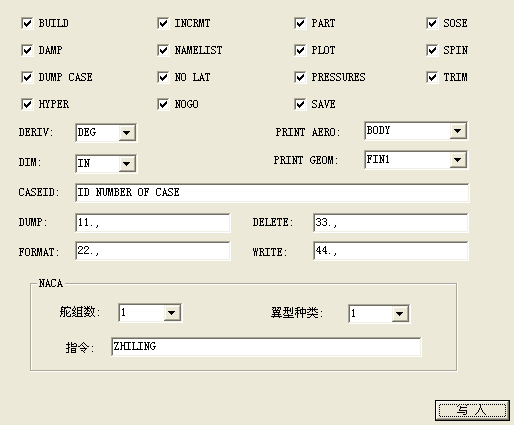 BUILD INCRMT PART SOSE
DAMP NAMELIST PLOT SPIN
DUMP CASE NO LAT PRESSURES TRIM
HYPER NOGO SAVE
DERIV: DEG PRINT AERO: BODY
DIM: IN PRINT GEOM: FIN1
CASEID: ID NUMBER OF CASE
DUMP: 11., DELETE: 33.,
FORMAT: 22., WRITE: 44.,
NACA
舵组数: 1 翼型种类: 1
指令: ZHILING
写 入